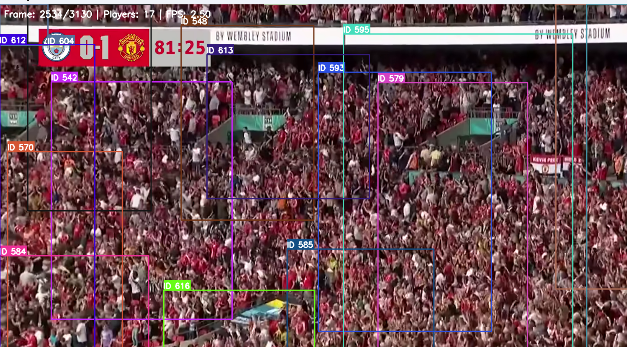 Frame: 2534/3130 | Players: 17 | FPS: 2.50
ID 548
ID 595
BY WEMBLEY STADIUM
BY WEMBLEY STADIUM
ID 612
ID 604
0-1
81:25
ID 613
ID 593
ID 542
ID 579
ID 570
ID 585
ID 584
ID 616